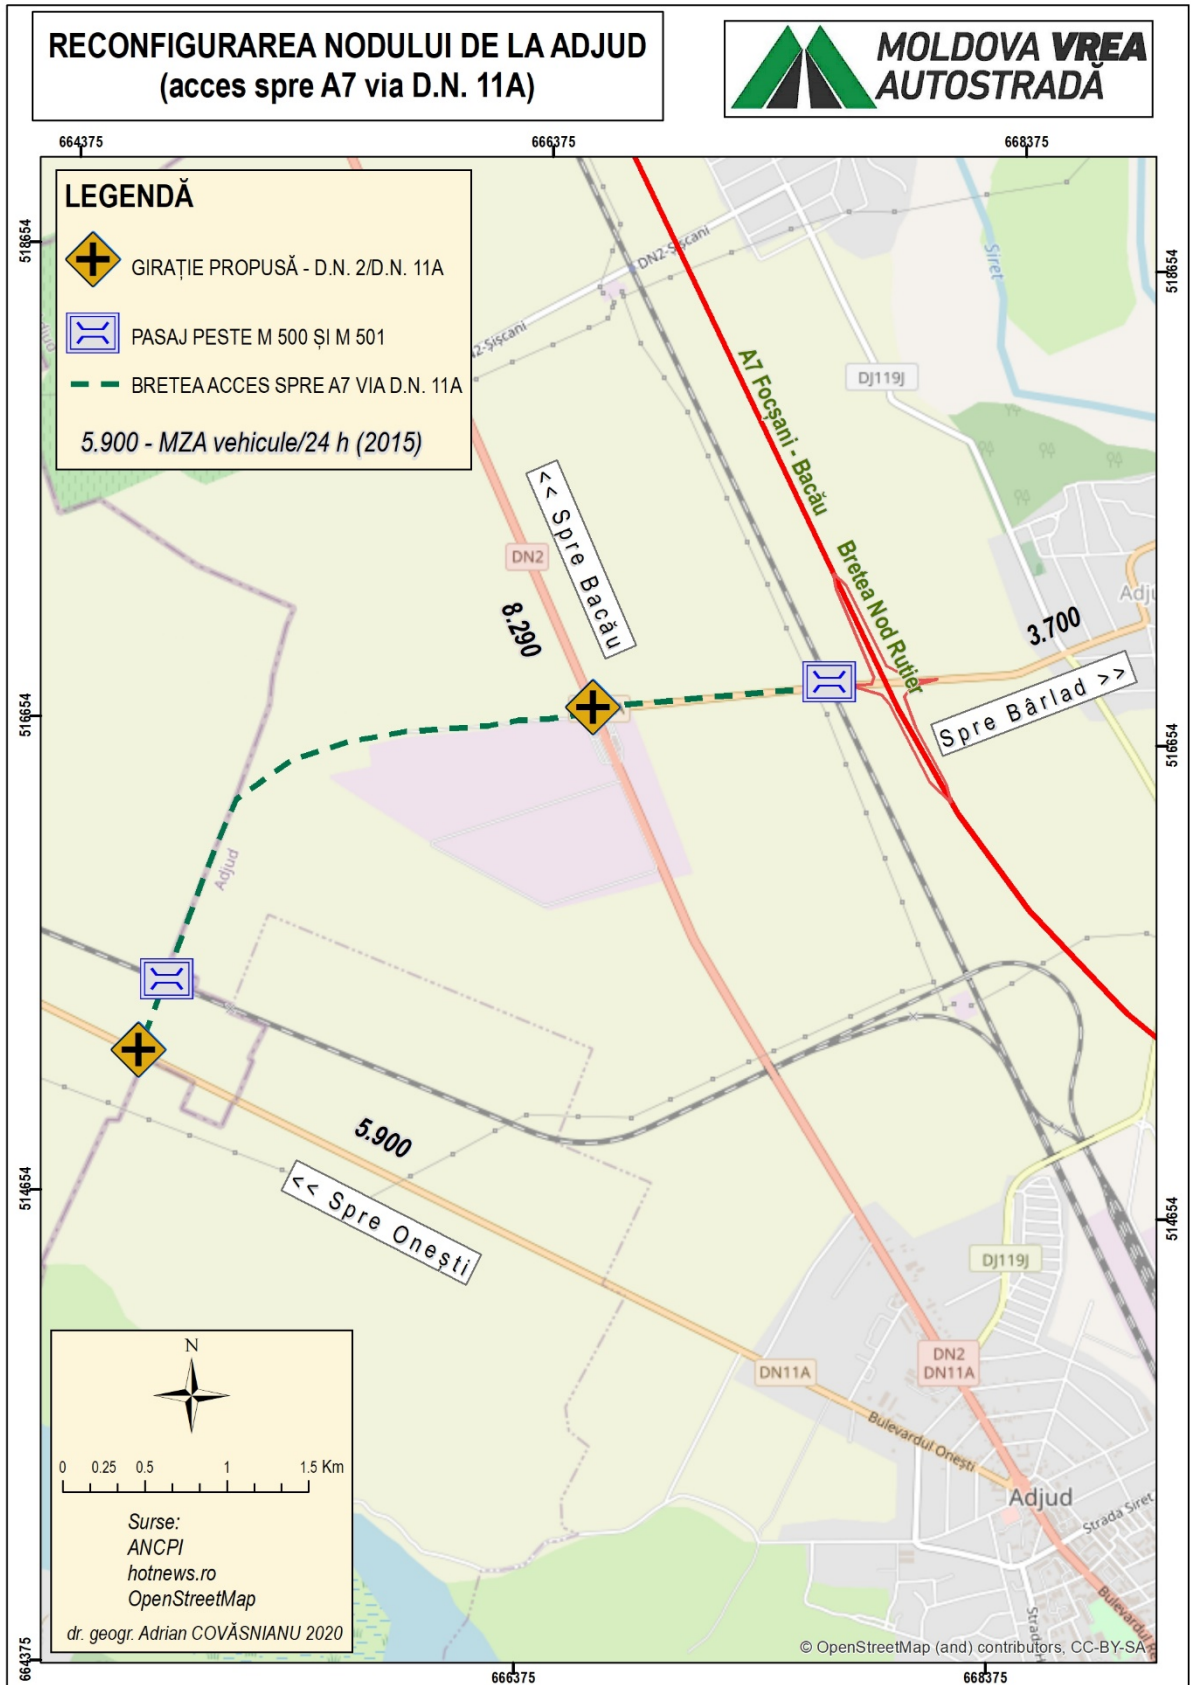 RECONFIGURAREA NODULUI DE LA ADJUD
(acces spre A7 via D.N. 11A)
MOLDOVA VREA
AUTOSTRADĂ
664375
666375
668375
518654
518654
LEGENDĂ
GIRAȚIE PROPUSĂ - D.N. 2/D.N. 11A
PASAJ PESTE M 500 ȘI M 501
BRETEA ACCES SPRE A7 VIA D.N. 11A
5.900 - MZA vehicule/24 h (2015)
DN2-Șișcani
Siret
DJ119J
A7 Focșani - Bacău
<< Spre Bacău
DN2
8.290
Bretea Nod Rutier
3.700
Spre Bârlad >>
516654
516654
Adjud
5.900
<< Spre Onești
514654
514654
DJ119J
DN2
DN11A
DN11A
Bulevardul Onești
Adjud
Strada Siret
N
0 0.25 0.5 1 1.5 Km
Surse:
ANCPI
hotnews.ro
OpenStreetMap
dr. geogr. Adrian COVĂSNIANU 2020
© OpenStreetMap (and) contributors, CC-BY-SA
664375
666375
668375